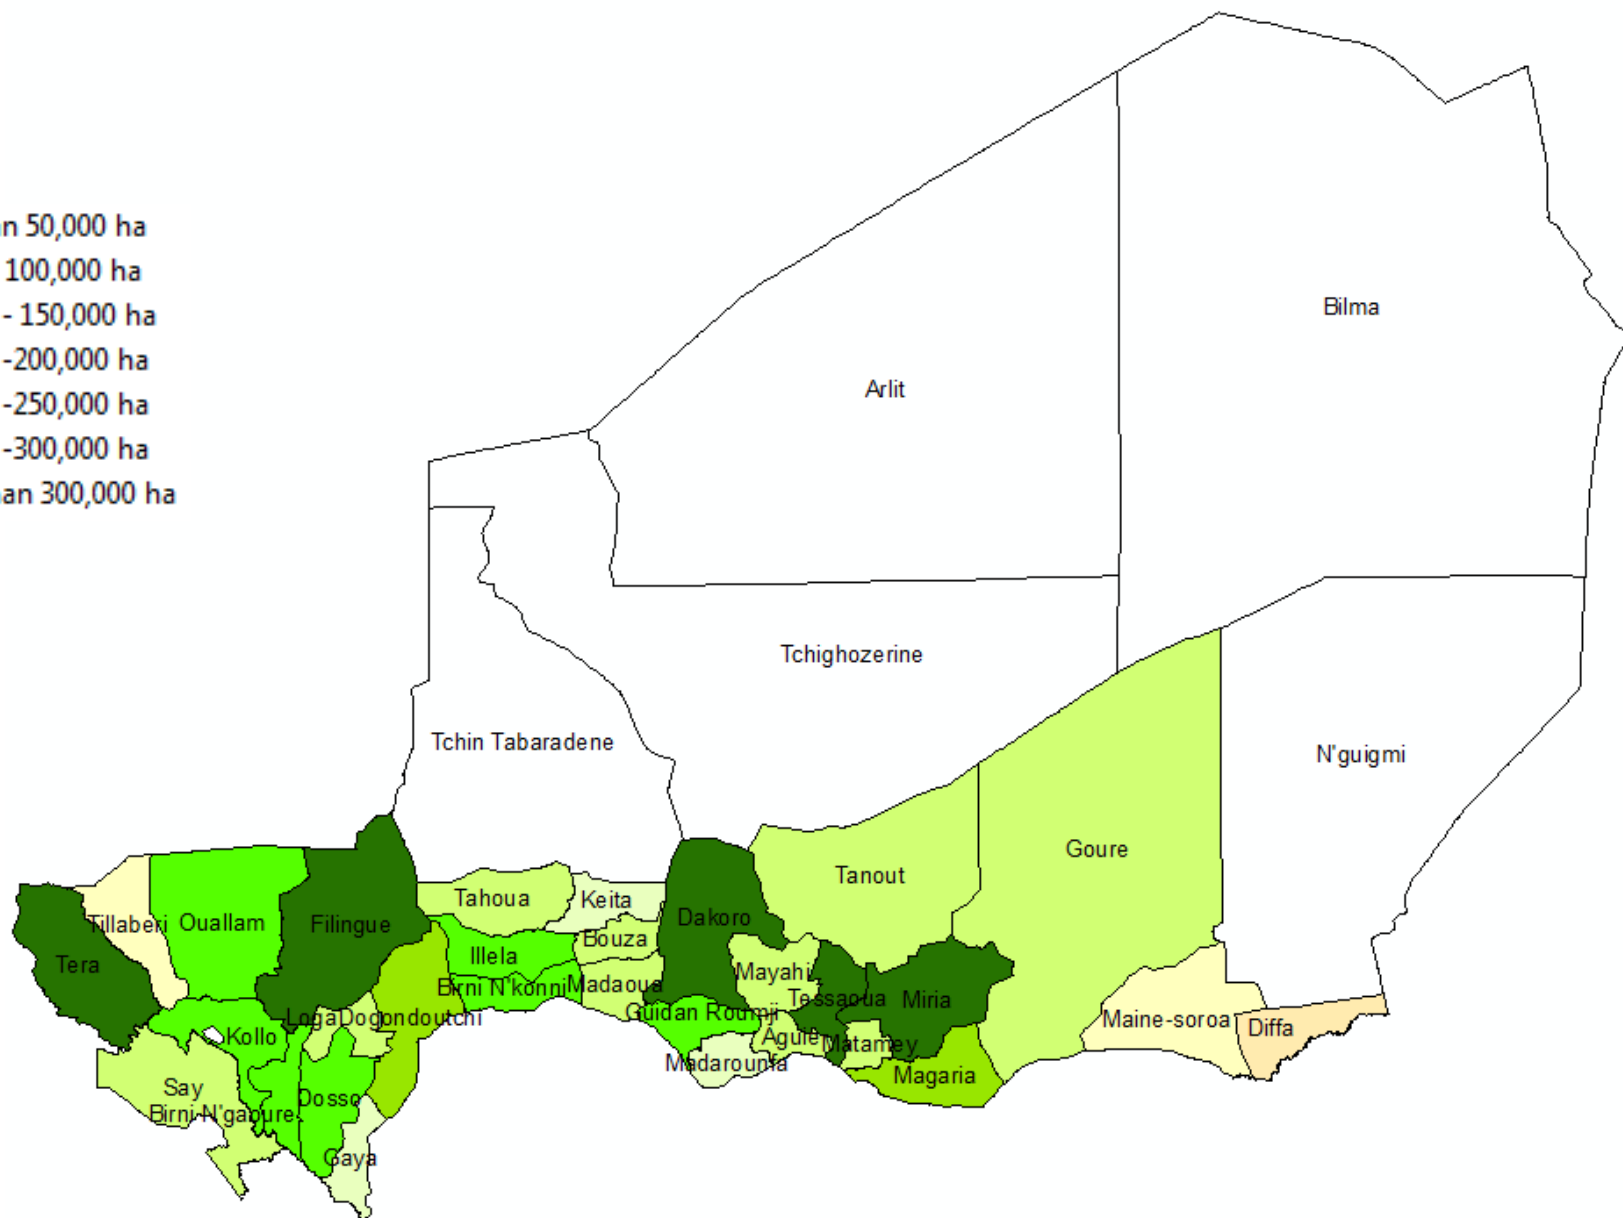 n 50,000 ha
100,000 ha
- 150,000 ha
-200,000 ha
-250,000 ha
-300,000 ha
an 300,000 ha
Bilma
Arlit
Tchighozerine
Tchin Tabaradene
N'guigmi
Goure
Tanout
Tahoua
Keita
Dakoro
Tillaberi
Ouallam
Filingue
Bouza
Tera
Illela
Mayahi
Birni N'konni
Madaoua
Tessaoua
Miria
Guidan Roumji
Loga
Dogondoutchi
Maine-soroa
Diffa
Kollo
Aguie
Matamey
Madarounfa
Magaria
Say
Dosso
Birni N'gaoure
Gaya